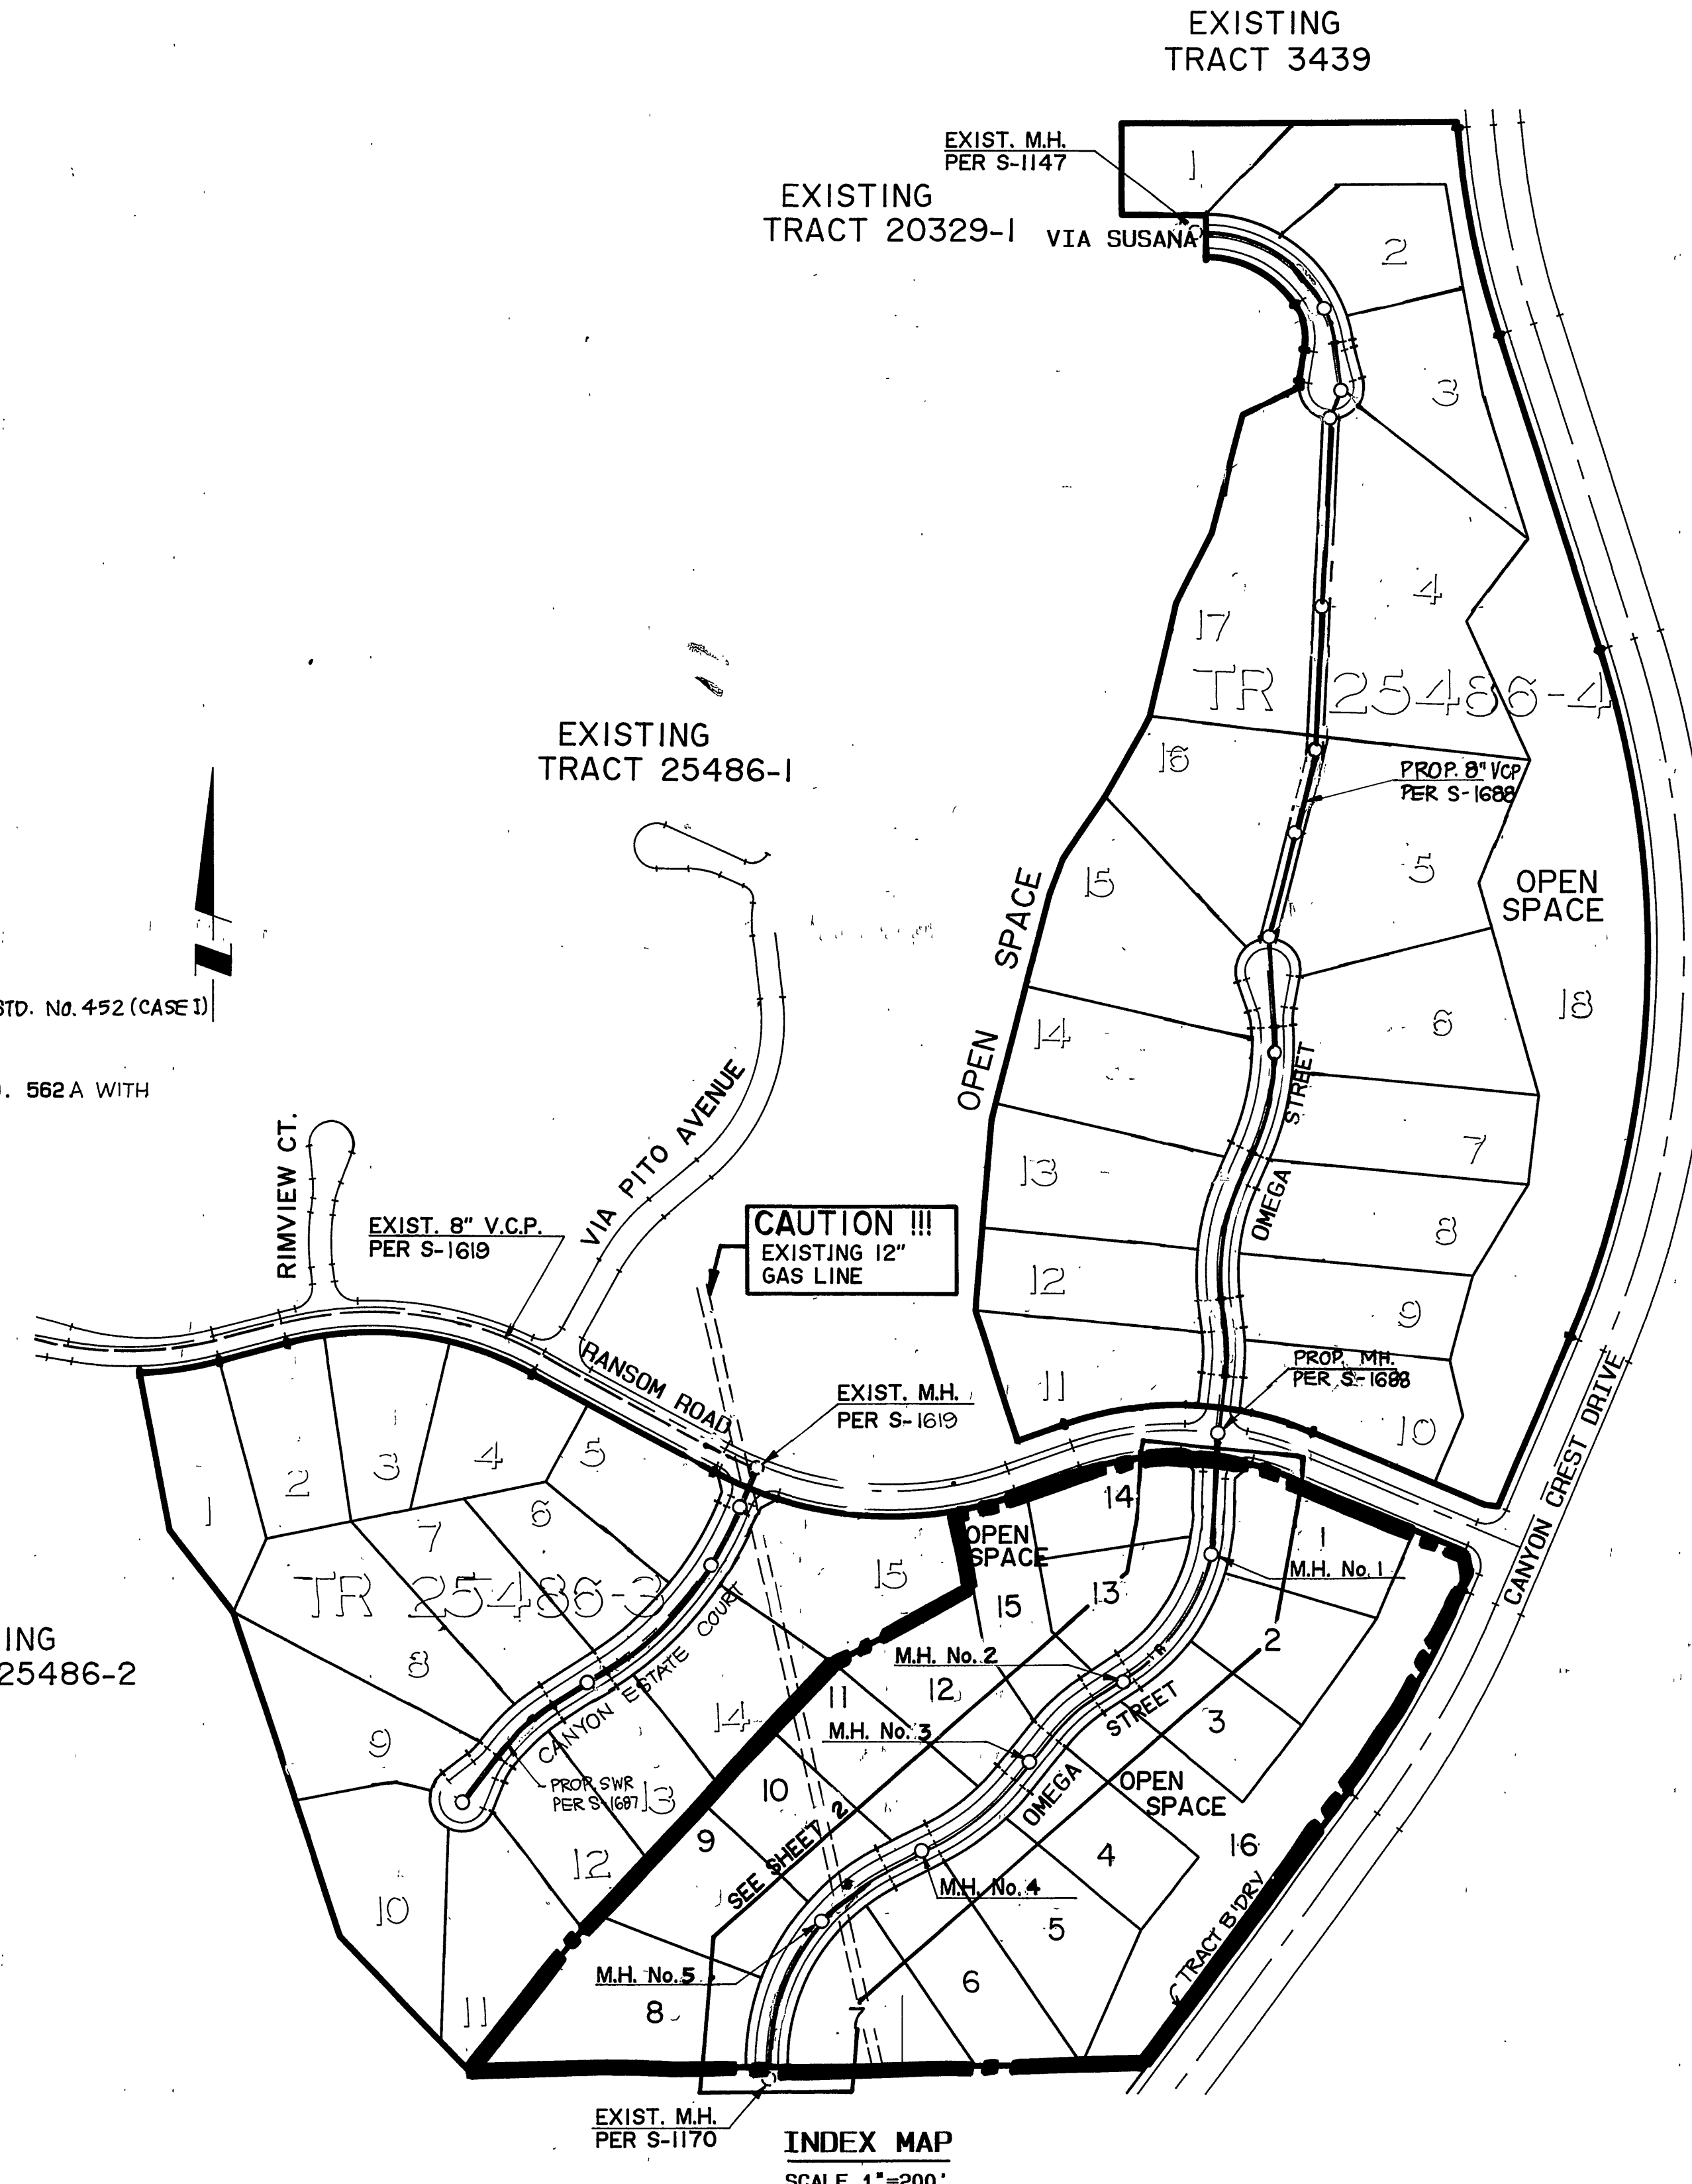 EXISTING
TRACT 3439
EXIST. M.H.
PER S-1147
1
EXISTING
TRACT 20329-1
VIA SUSANA
2
3
4
17
TR 25486-4
EXISTING
TRACT 25486-1
16
PROP. 8" VCP
PER S-1688
5
15
OPEN
SPACE
OPEN SPACE
18
STD. No. 452 (CASE I)
14
6
. 562A WITH
OMEGA STREET
VIA PITO AVENUE
RIMVIEW CT.
7
13
8
CAUTION !!!
EXISTING 12"
GAS LINE
EXIST. 8" V.C.P.
PER S-1619
12
9
RANSOM ROAD
PROP. MH.
PER S-1688
11
10
EXIST. M.H.
PER S-1619
CANYON CREST DRIVE
1
2
3
4
5
6
7
TR 25486-3
8
9
10
11
12
13
14
15
CANYON ESTATE COURT
PROP. SWR
PER S-1687
ING
25486-2
14
OPEN
SPACE
1
M.H. No. 1
13
15
2
M.H. No. 2
12
11
3
M.H. No. 3
OMEGA STREET
10
OPEN
SPACE
9
SEE SHEET 2
4
16
M.H. No. 4
5
TRACT B'DRY
M.H. No. 5
6
8
7
EXIST. M.H.
PER S-1170
INDEX MAP
SCALE 1"=200'